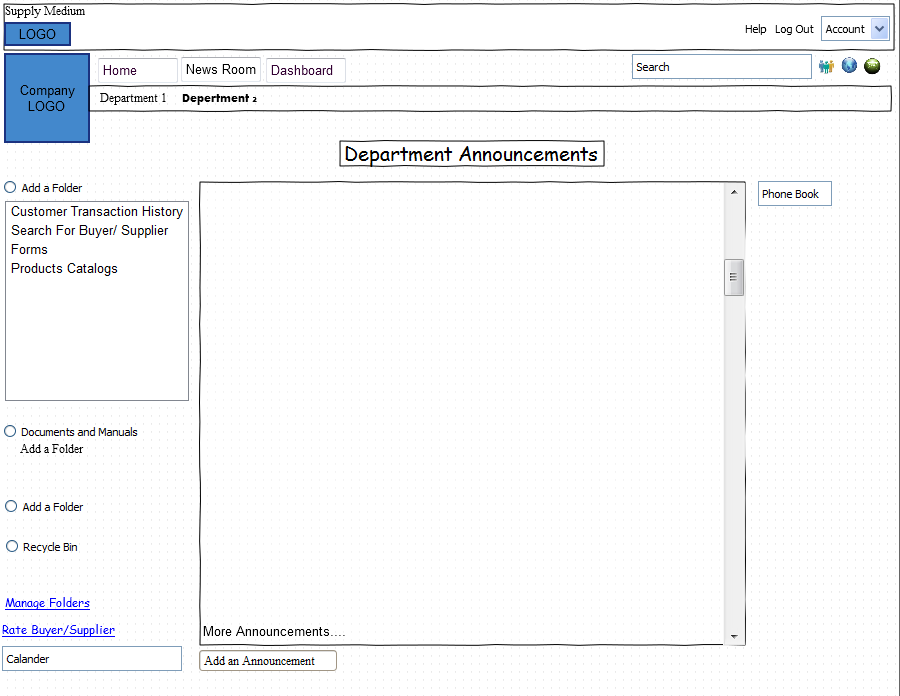 Supply Medium
LOGO
Help Log Out Account
Company
LOGO
Home News Room Dashboard
Search
Department 1 Depertment 2
Department Announcements
Add a Folder
Customer Transaction History
Search For Buyer/ Supplier
Forms
Products Catalogs
Phone Book
Documents and Manuals
Add a Folder
Add a Folder
Recycle Bin
Manage Folders
Rate Buyer/Supplier
Calander
More Announcements....
Add an Announcement